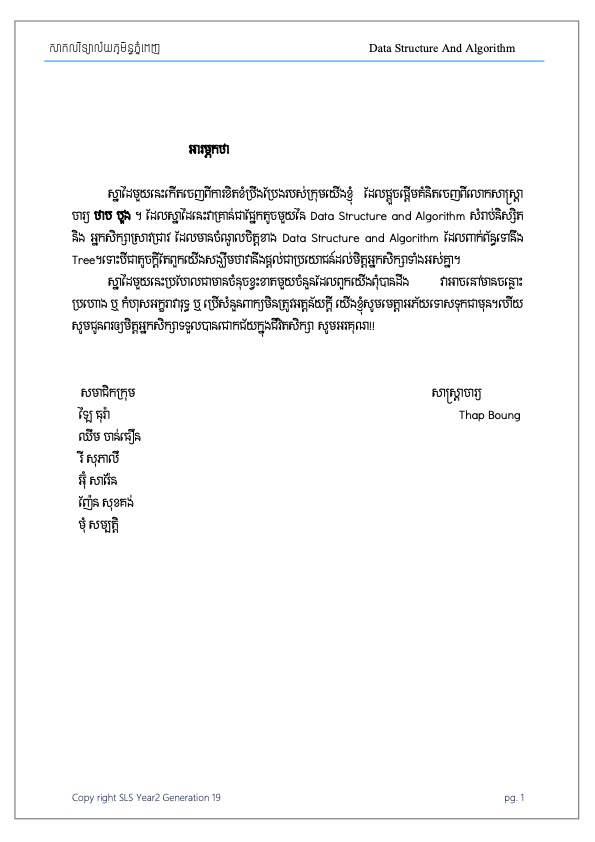 សាកលវិទ្យាល័យភូមិន្ទភ្នំពេញ Data Structure And Algorithm
អារម្ភកថា
ស្នាដៃមួយនេះកើតចេញពីការខិតខំប្រឹងប្រែងរបស់ក្រុមយើងខ្ញុំ ដែលផ្តួចផ្តើមគំនិតចេញពីលោកសាស្ត្រា
ចារ្យ ថាប ប៊ួង ។ ដែលស្នាដៃនេះវាគ្រាន់ជាផ្នែកតូចមួយនៃ Data Structure and Algorithm សំរាប់និស្សិត
និង អ្នកសិក្សាស្រាវជ្រាវ ដែលមានចំណូលចិត្តខាង Data Structure and Algorithm ដែលពាក់ព័ន្ធទៅនឹង
Tree។ទោះបីជាតូចក្តីតែពួកយើងសង្ឃឹមថាវានឹងផ្តល់ជាប្រយោជន៍ដល់មិត្តអ្នកសិក្សាទាំងអស់គ្នា។
ស្នាដៃមួយនេះប្រហែលជាមានចំនុចខ្វះខាតមួយចំនួនដែលពួកយើងពុំបានដឹង វាអាចនៅមានចន្លោះ
ប្រហោង ឬ កំហុសអក្ខរាវិរុទ្ធ ឬ ប្រើសំនួនពាក្យមិនត្រូវអត្តន័យក្តី យើងខ្ញុំសូមមេត្តាអភ័យទោសទុកជាមុន។ហើយ
សូមជូនពរឲ្យមិត្តអ្នកសិក្សាទទួលបានជោកជ័យក្នុងជីវិតសិក្សា សូមអរគុណ!!
សមាជិកក្រុម សាស្ត្រាចារ្យ
ឡៃ ធុរ៉ា Thap Boung
ឈឹម ចាន់ធឿន
រី សុភាលី
អ៊ុំ សារ៉ែន
ញ៉ែន សុខគង់
មុំ សម្បត្តិ
Copy right SLS Year2 Generation 19 pg. 1